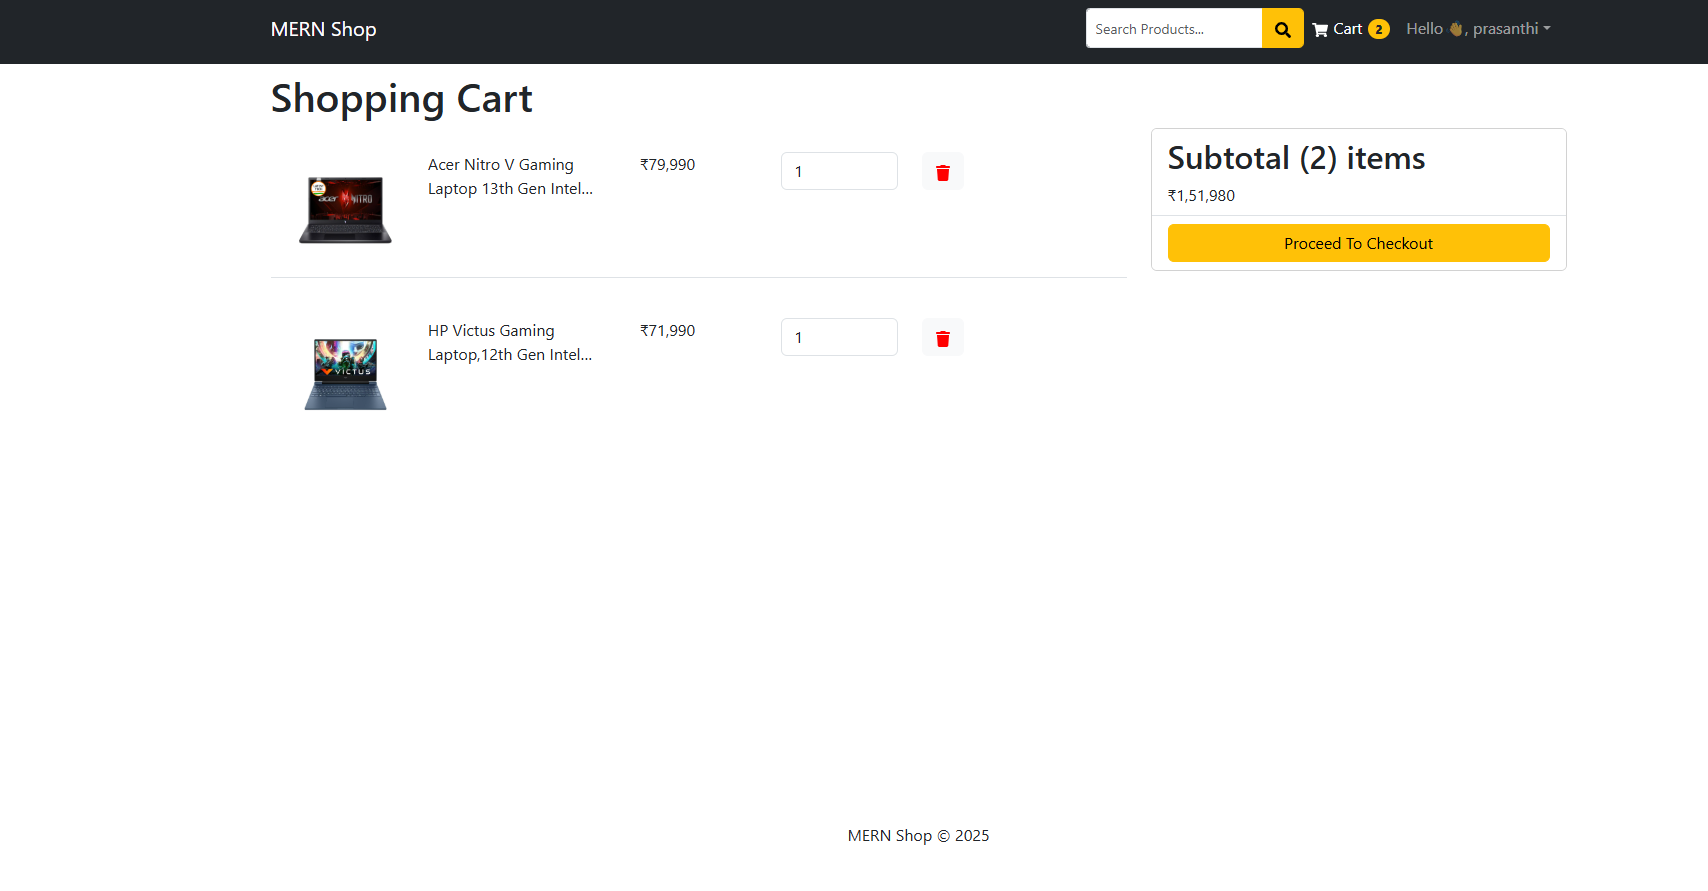 MERN Shop
Search Products...
Cart 2
Hello 👋, prasanthi
Shopping Cart
Acer Nitro V Gaming
Laptop 13th Gen Intel...
₹79,990
1
acer NITRO
HP Victus Gaming
Laptop,12th Gen Intel...
₹71,990
1
VICTUS
Subtotal (2) items
₹1,51,980
Proceed To Checkout
MERN Shop © 2025